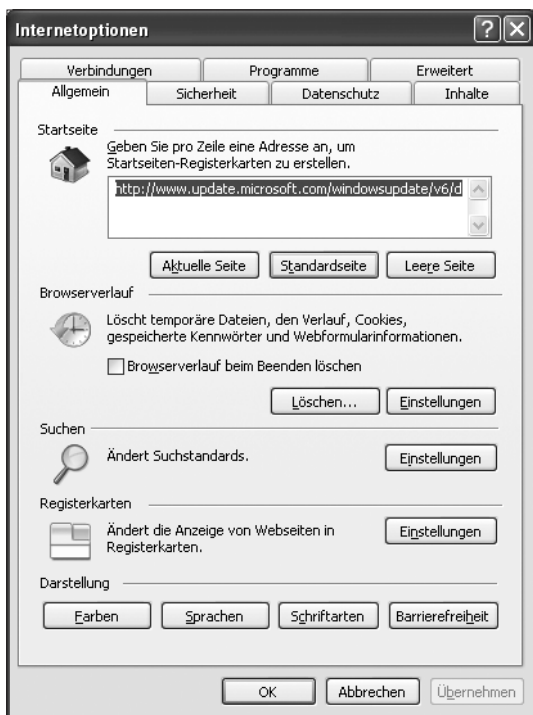 Internetoptionen
Verbindungen Programme Erweitert
Allgemein Sicherheit Datenschutz Inhalte
Startseite
Geben Sie pro Zeile eine Adresse an, um
Startseiten-Registerkarten zu erstellen.
http://www.update.microsoft.com/windowsupdate/v6/d
Aktuelle Seite Standardseite Leere Seite
Browserverlauf
Löscht temporäre Dateien, den Verlauf, Cookies,
gespeicherte Kennwörter und Webformularinformationen.
Browserverlauf beim Beenden löschen
Löschen... Einstellungen
Suchen
Ändert Suchstandards.
Einstellungen
Registerkarten
Ändert die Anzeige von Webseiten in
Registerkarten.
Einstellungen
Darstellung
Farben Sprachen Schriftarten Barrierefreiheit
OK Abbrechen Übernehmen